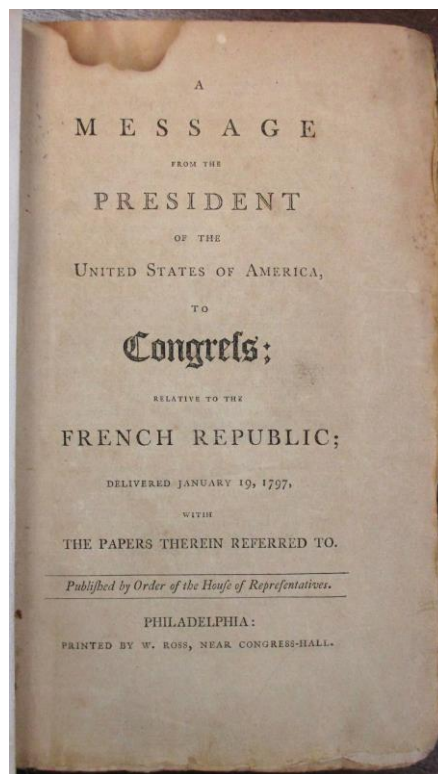 A
MESSAGE
FROM THE
PRESIDENT
OF THE
UNITED STATES OF AMERICA,
TO
Congreſs;
RELATIVE TO THE
FRENCH REPUBLIC;
DELIVERED JANUARY 19, 1797,
WITH
THE PAPERS THEREIN REFERRED TO.
Publiſhed by Order of the Houſe of Repreſentatives.
PHILADELPHIA:
PRINTED BY W. ROSS, NEAR CONGRESS-HALL.